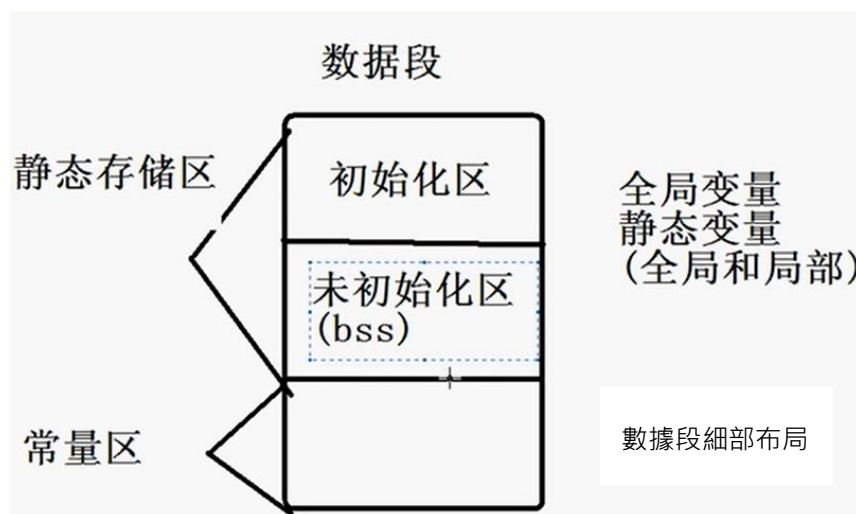 数据段
静态存储区
初始化区
全局变量
静态变量
(全局和局部)
未初始化区
(bss)
常量区
數據段細部布局